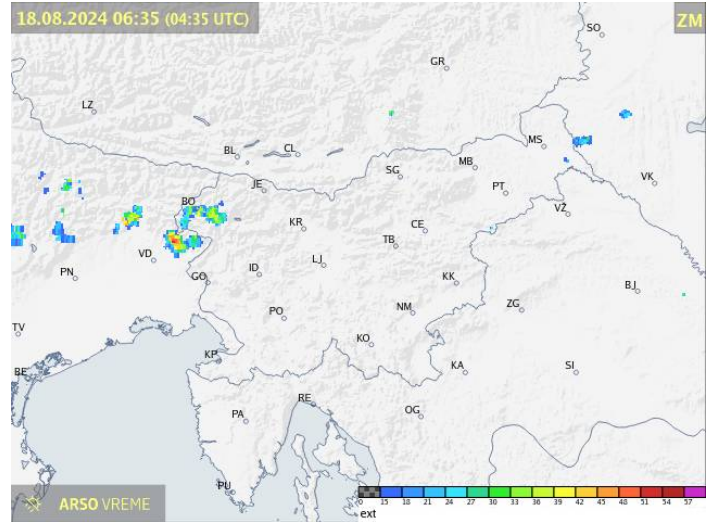 18.08.2024 06:35 (04:35 UTC)
ZM
SO
GR
LZ
MS
BL
CL
MB
SG
VK
JE
PT
BO
VŽ
KR
CE
TB
VD
LJ
ID
PN
GO
KK
BJ
NM
ZG
PO
TV
KO
KP
BE
KA
SI
RE
PA
OG
PU
ARSO VREME
0 15 18 21 24 27 30 33 36 39 42 45 48 51 54 57
ext